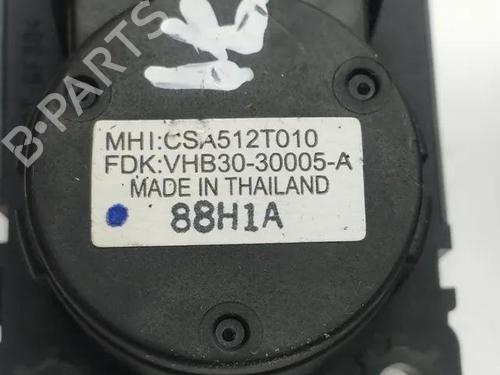 B-PARTS
MHI:CSA512T010
FDK:VHB30-30005-A
MADE IN THAILAND
88H1A